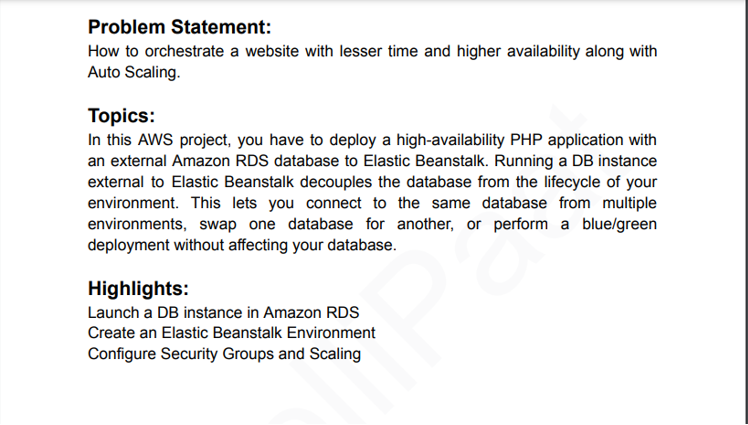 Problem Statement:
How to orchestrate a website with lesser time and higher availability along with
Auto Scaling.
Topics:
In this AWS project, you have to deploy a high-availability PHP application with
an external Amazon RDS database to Elastic Beanstalk. Running a DB instance
external to Elastic Beanstalk decouples the database from the lifecycle of your
environment. This lets you connect to the same database from multiple
environments, swap one database for another, or perform a blue/green
deployment without affecting your database.
Highlights:
Launch a DB instance in Amazon RDS
Create an Elastic Beanstalk Environment
Configure Security Groups and Scaling